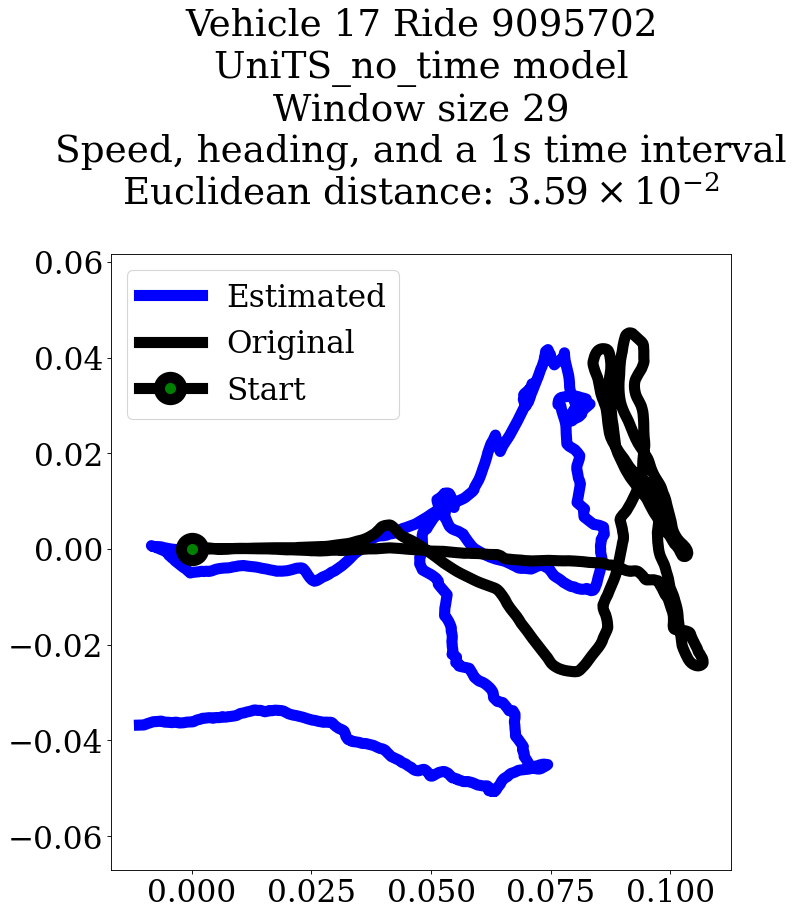 Vehicle 17 Ride 9095702
UniTS_no_time model
Window size 29
Speed, heading, and a 1s time interval
Euclidean distance: 3.59 × 10⁻²
0.06
Estimated
Original
Start
0.04
0.02
0.00
−0.02
−0.04
−0.06
0.000 0.025 0.050 0.075 0.100